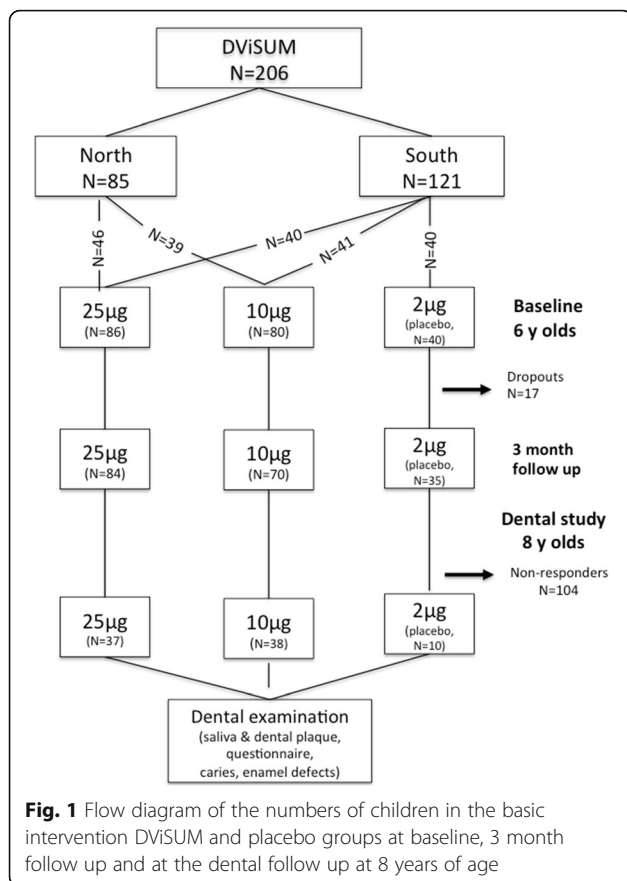 DViSUM
N=206
North
N=85
South
N=121
N=46
N=39
N=40
N=41
N=40
25µg
(N=86)
10µg
(N=80)
2µg
(placebo,
N=40)
Baseline
6 y olds
Dropouts
N=17
25µg
(N=84)
10µg
(N=70)
2µg
(placebo,
N=35)
3 month
follow up
Dental study
8 y olds
Non-responders
N=104
25µg
(N=37)
10µg
(N=38)
2µg
(placebo,
N=10)
Dental examination
(saliva & dental plaque,
questionnaire,
caries, enamel defects)
Fig. 1 Flow diagram of the numbers of children in the basic
intervention DViSUM and placebo groups at baseline, 3 month
follow up and at the dental follow up at 8 years of age